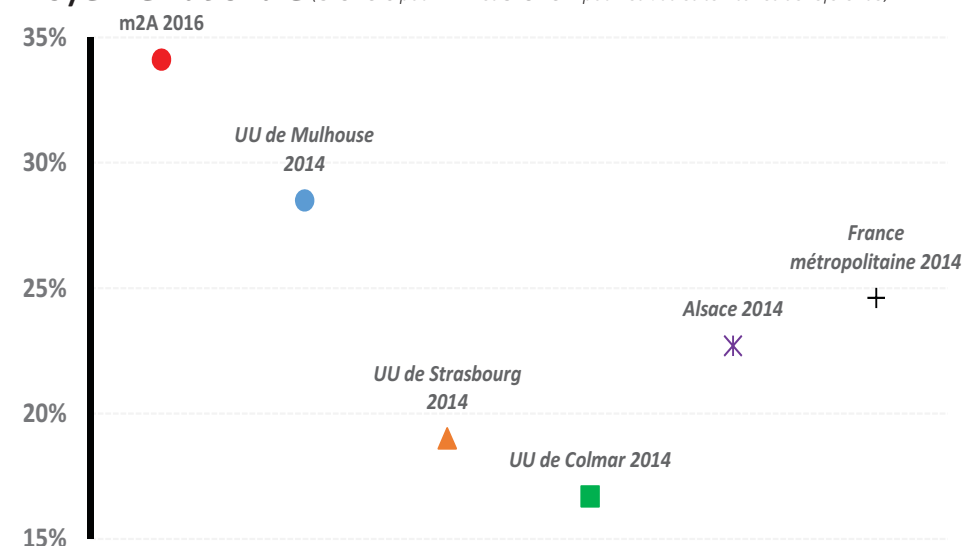 m2A 2016
35%
UU de Mulhouse
2014
30%
France
métropolitaine 2014
25%
Alsace 2014
UU de Strasbourg
2014
20%
UU de Colmar 2014
15%